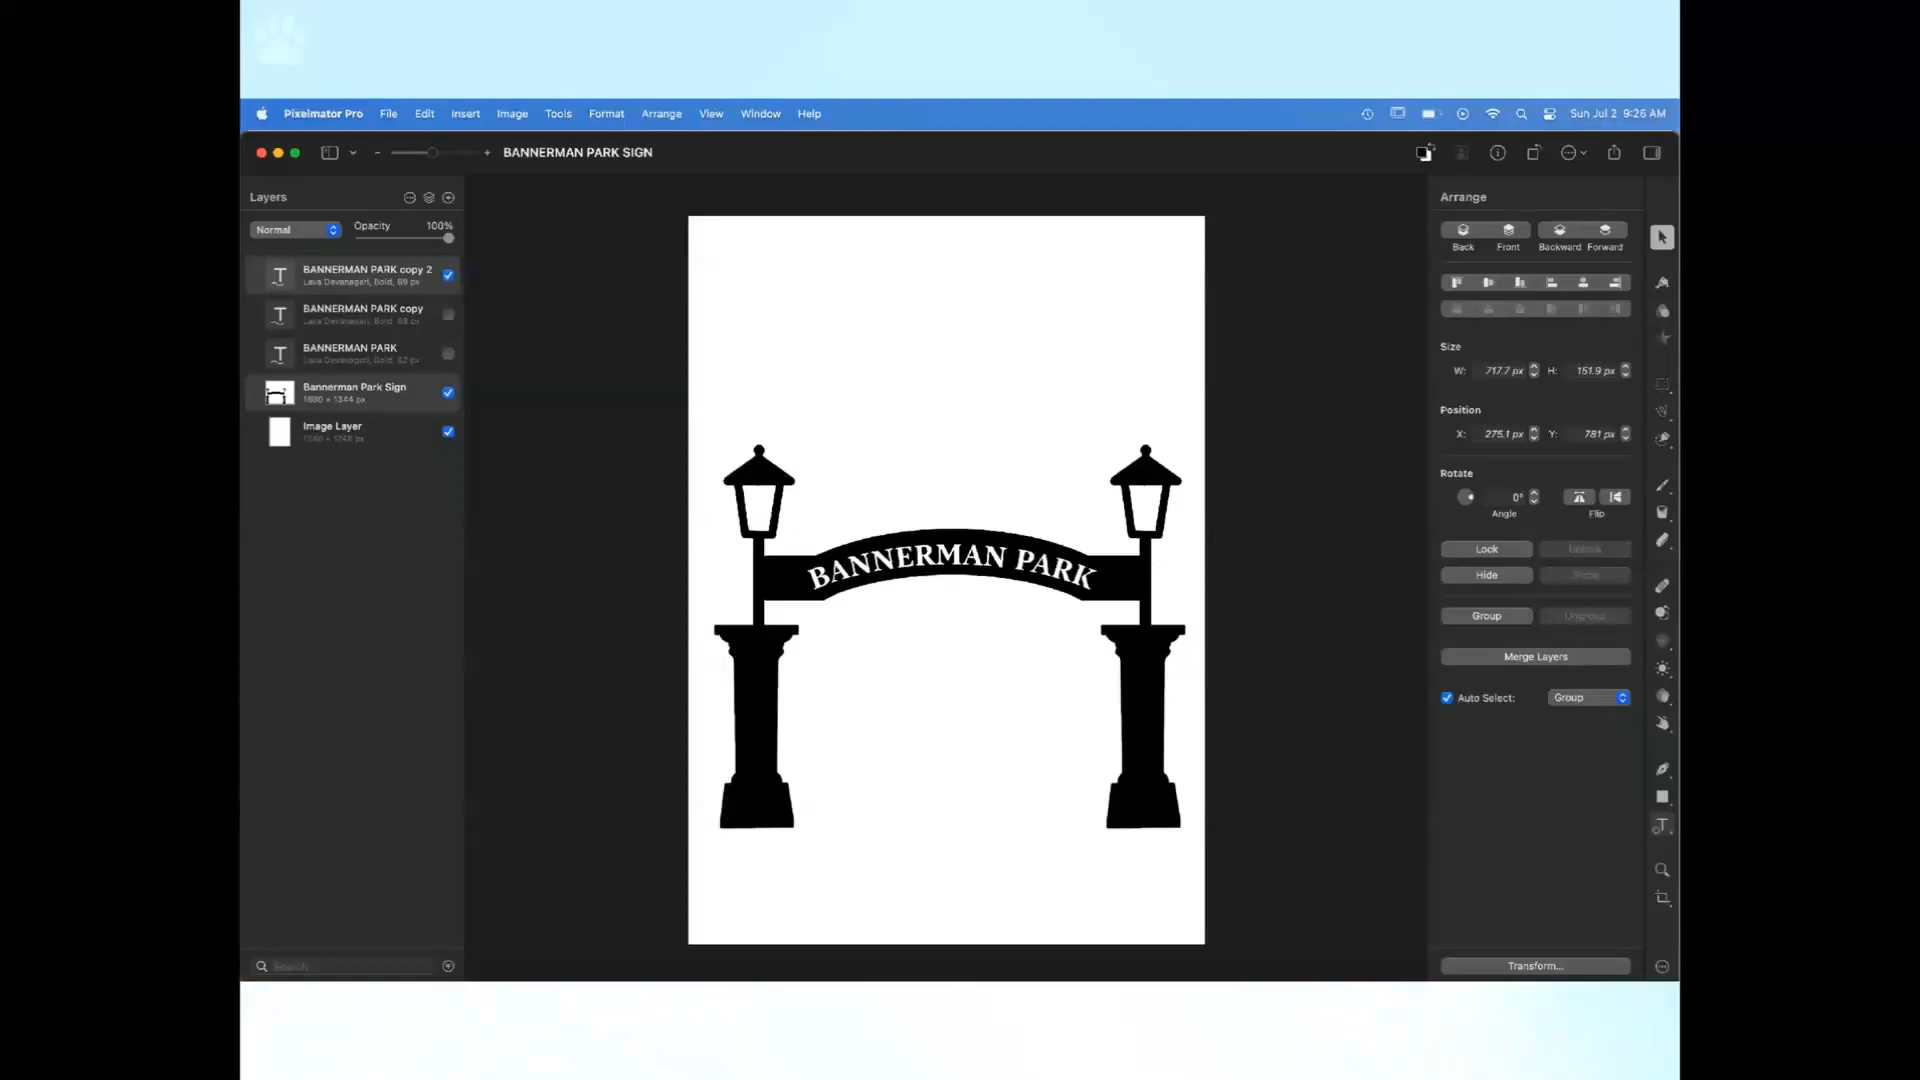 Pixelmator Pro File Edit Insert Image Tools Format Arrange View Window Help Sun Jul 2 9:26 AM
BANNERMAN PARK SIGN
Layers
Normal Opacity 100%
BANNERMAN PARK copy 2
Lava Devanagari, Bold, 69 px
BANNERMAN PARK copy
Lava Devanagari, Bold, 69 px
BANNERMAN PARK
Lava Devanagari, Bold, 62 px
Bannerman Park Sign
1690 × 1344 px
Image Layer
Search
BANNERMAN PARK
Arrange
Back Front Backward Forward
Size
W: 717.7 px H: 151.9 px
Position
X: 275.1 px Y: 781 px
Rotate
0°
Angle Flip
Lock Unlock
Hide Show
Group Ungroup
Merge Layers
Auto Select: Group
Transform...